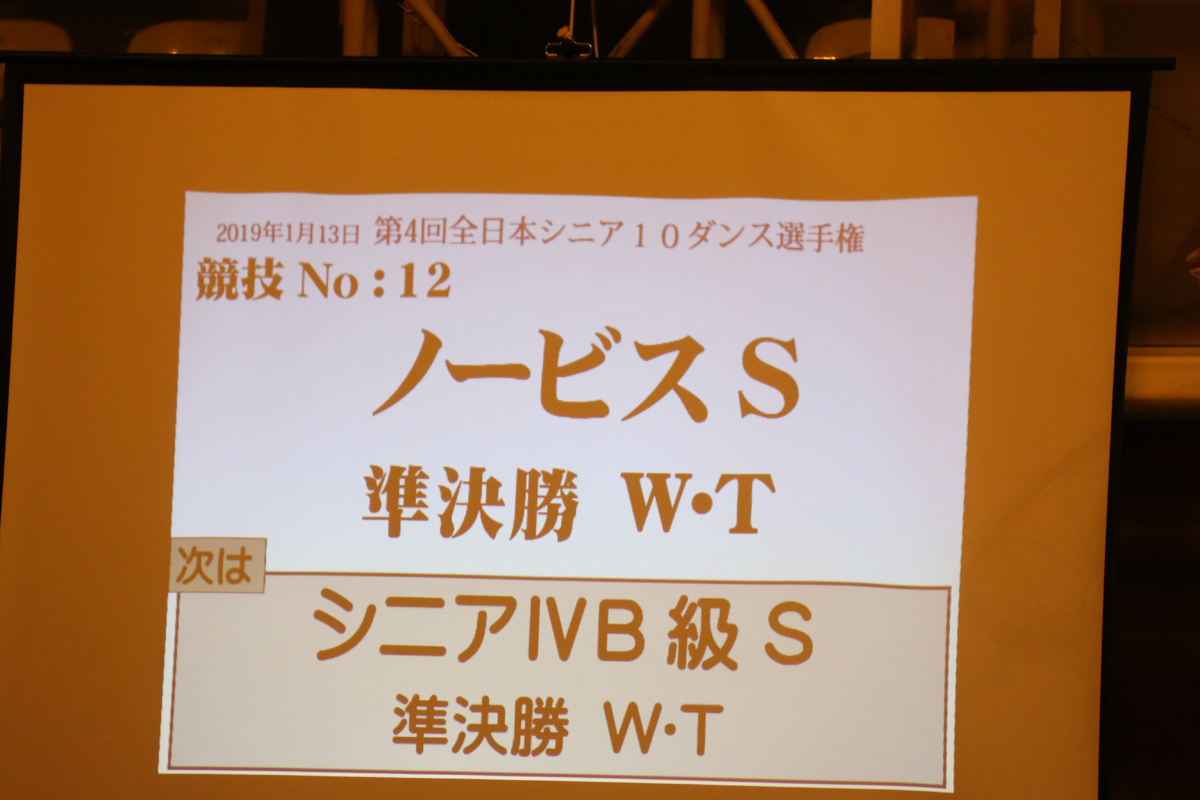 2019年1月13日 第4回全日本シニア１０ダンス選手権
競技 No : 12
ノービス S
準決勝 W・T
次は
シニアⅣB 級 S
準決勝 W・T